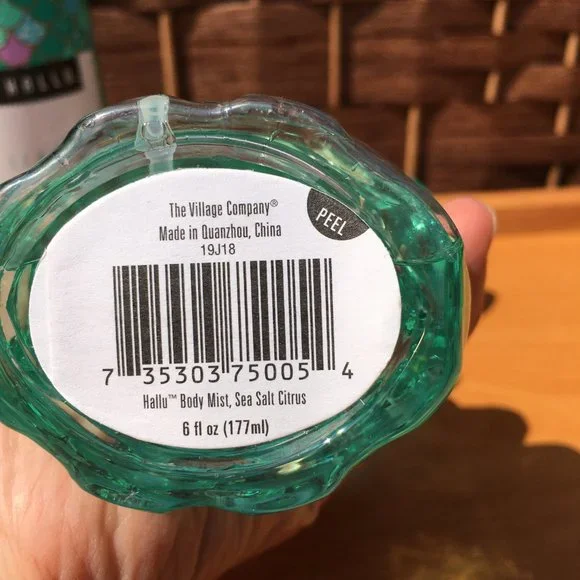 HALLU
The Village Company®
PEEL
Made in Quanzhou, China
19J18
7 35303 75005 4
Hallu™ Body Mist, Sea Salt Citrus
6 fl oz (177ml)